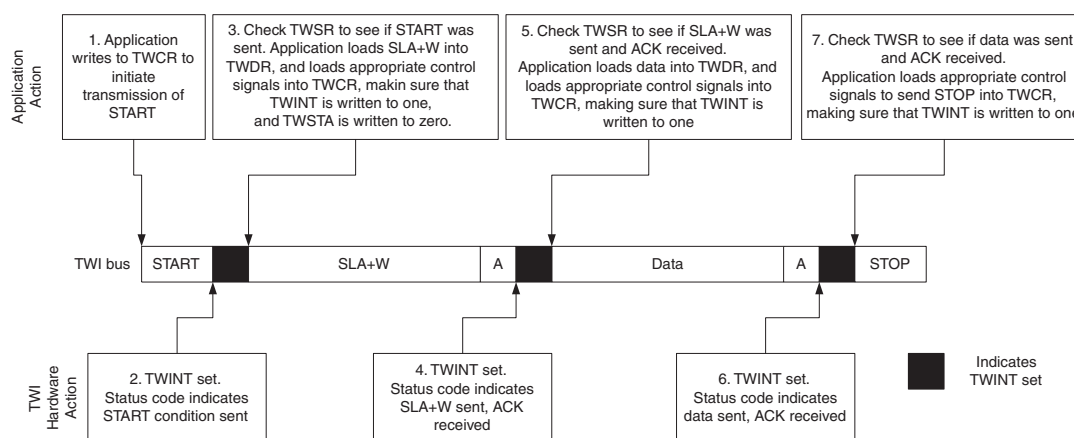 Application
Action
1. Application
writes to TWCR to
initiate
transmission of
START
3. Check TWSR to see if START was
sent. Application loads SLA+W into
TWDR, and loads appropriate control
signals into TWCR, makin sure that
TWINT is written to one,
and TWSTA is written to zero.
5. Check TWSR to see if SLA+W was
sent and ACK received.
Application loads data into TWDR, and
loads appropriate control signals into
TWCR, making sure that TWINT is
written to one
7. Check TWSR to see if data was sent
and ACK received.
Application loads appropriate control
signals to send STOP into TWCR,
making sure that TWINT is written to one
TWI bus
START
SLA+W
A
Data
A
STOP
TWI
Hardware
Action
2. TWINT set.
Status code indicates
START condition sent
4. TWINT set.
Status code indicates
SLA+W sent, ACK
received
6. TWINT set.
Status code indicates
data sent, ACK received
Indicates
TWINT set